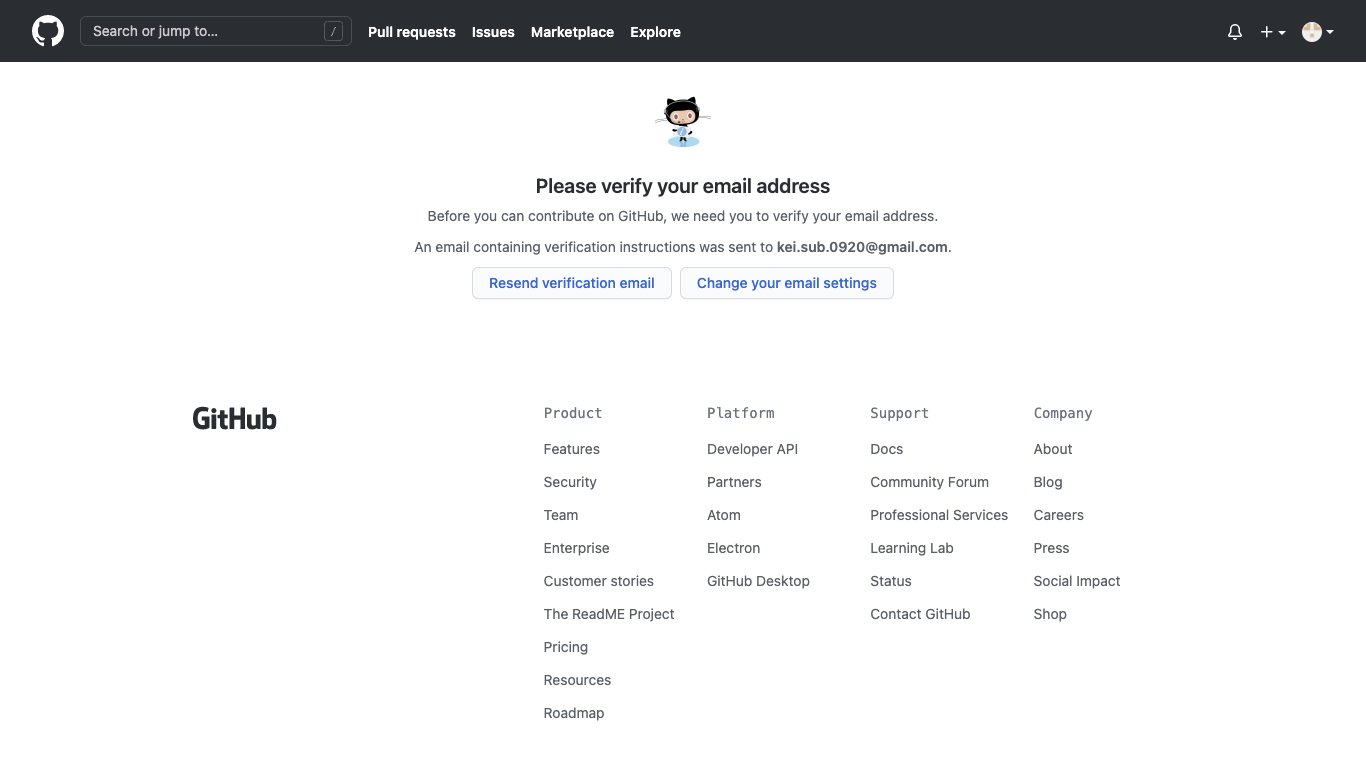 Search or jump to...
/
Pull requests
Issues
Marketplace
Explore
Please verify your email address
Before you can contribute on GitHub, we need you to verify your email address.
An email containing verification instructions was sent to kei.sub.0920@gmail.com.
Resend verification email
Change your email settings
GitHub
Product
Features
Security
Team
Enterprise
Customer stories
The ReadME Project
Pricing
Resources
Roadmap
Platform
Developer API
Partners
Atom
Electron
GitHub Desktop
Support
Docs
Community Forum
Professional Services
Learning Lab
Status
Contact GitHub
Company
About
Blog
Careers
Press
Social Impact
Shop